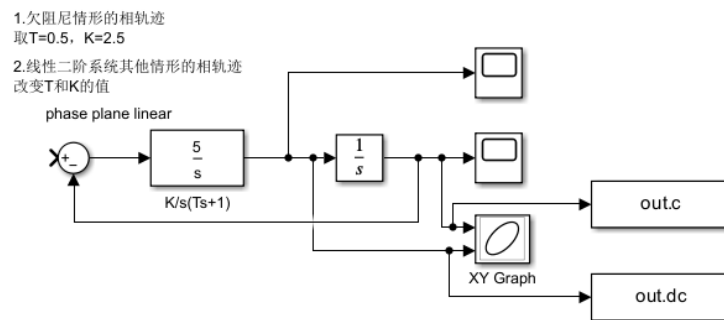 1.欠阻尼情形的相轨迹
取T=0.5，K=2.5
2.线性二阶系统其他情形的相轨迹
改变T和K的值
phase plane linear
+
−
5
s
K/s(Ts+1)
1
s
XY Graph
out.c
out.dc